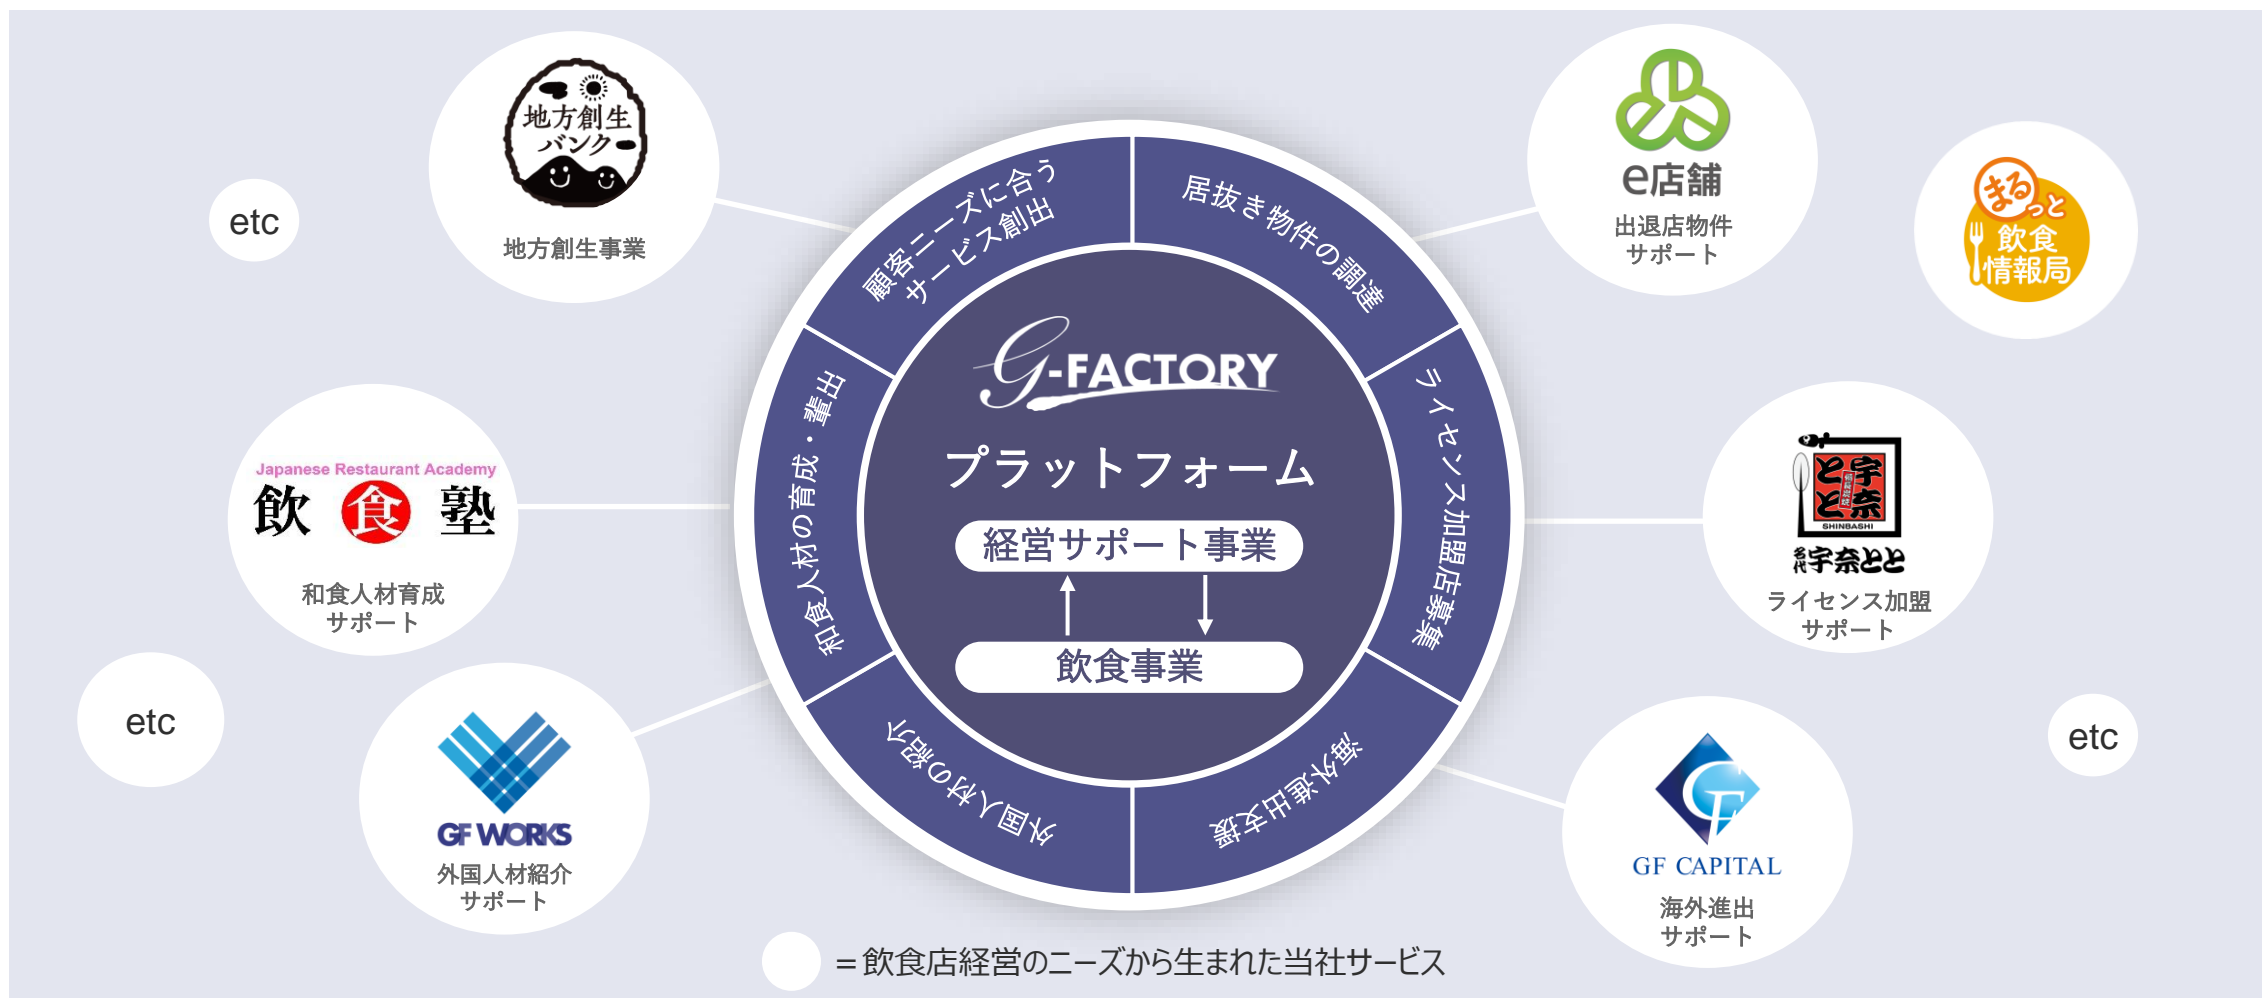 地方創生
バンク
地方創生事業
etc
Japanese Restaurant Academy
飲食塾
和食人材育成
サポート
etc
GF WORKS
外国人材紹介
サポート
顧客ニーズに合う
サービス創出
居抜き物件の調達
ライセンス加盟店募集
海外進出支援
外国人材の紹介
和食人材の育成・輩出
G-FACTORY
プラットフォーム
経営サポート事業
飲食事業
e店舗
出退店物件
サポート
まるっと
飲食
情報局
宇奈
とと
SHINBASHI
名代宇奈とと
ライセンス加盟
サポート
etc
GF CAPITAL
海外進出
サポート
=飲食店経営のニーズから生まれた当社サービス